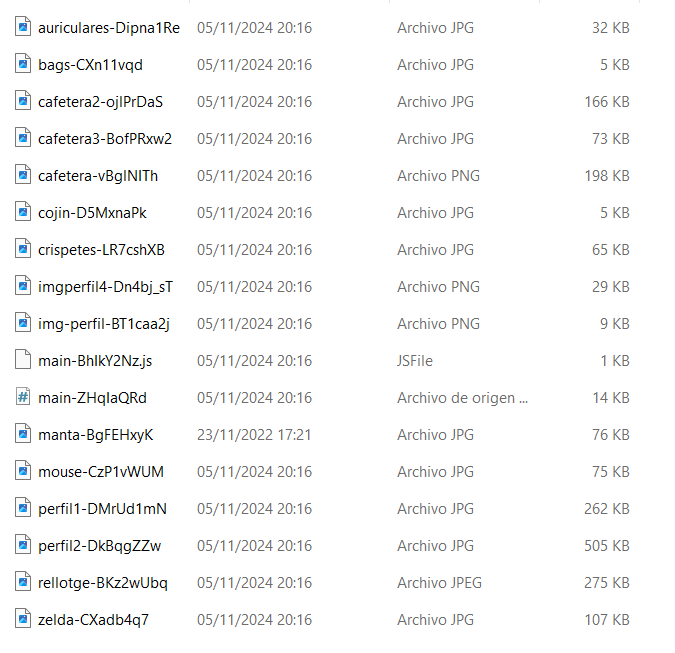 auriculares-Dipna1Re 05/11/2024 20:16 Archivo JPG 32 KB
bags-CXn11vqd 05/11/2024 20:16 Archivo JPG 5 KB
cafetera2-ojlPrDaS 05/11/2024 20:16 Archivo JPG 166 KB
cafetera3-BofPRxw2 05/11/2024 20:16 Archivo JPG 73 KB
cafetera-vBglNITh 05/11/2024 20:16 Archivo PNG 198 KB
cojin-D5MxnaPk 05/11/2024 20:16 Archivo JPG 5 KB
crispetes-LR7cshXB 05/11/2024 20:16 Archivo JPG 65 KB
imgperfil4-Dn4bj_sT 05/11/2024 20:16 Archivo PNG 29 KB
img-perfil-BT1caa2j 05/11/2024 20:16 Archivo PNG 9 KB
main-BhIkY2Nz.js 05/11/2024 20:16 JSFile 1 KB
main-ZHqIaQRd 05/11/2024 20:16 Archivo de origen ... 14 KB
manta-BgFEHxyK 23/11/2022 17:21 Archivo JPG 76 KB
mouse-CzP1vWUM 05/11/2024 20:16 Archivo JPG 75 KB
perfil1-DMrUd1mN 05/11/2024 20:16 Archivo JPG 262 KB
perfil2-DkBqgZZw 05/11/2024 20:16 Archivo JPG 505 KB
rellotge-BKz2wUbq 05/11/2024 20:16 Archivo JPEG 275 KB
zelda-CXadb4q7 05/11/2024 20:16 Archivo JPG 107 KB